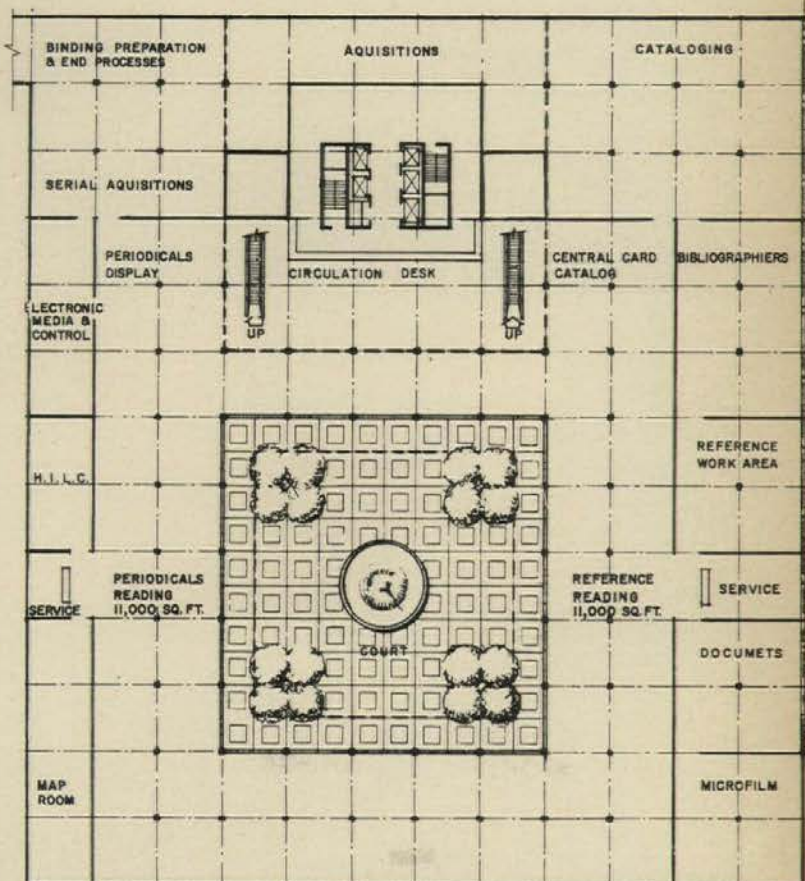 BINDING PREPARATION
& END PROCESSES
AQUISITIONS
CATALOGING
SERIAL AQUISITIONS
PERIODICALS
DISPLAY
CIRCULATION DESK
CENTRAL CARD
CATALOG
BIBLIOGRAPHIERS
ELECTRONIC
MEDIA &
CONTROL
UP
UP
H.I.L.C.
REFERENCE
WORK AREA
PERIODICALS
READING
11,000 SQ. FT.
SERVICE
REFERENCE
READING
11,000 SQ. FT.
SERVICE
COURT
DOCUMETS
MAP
ROOM
MICROFILM